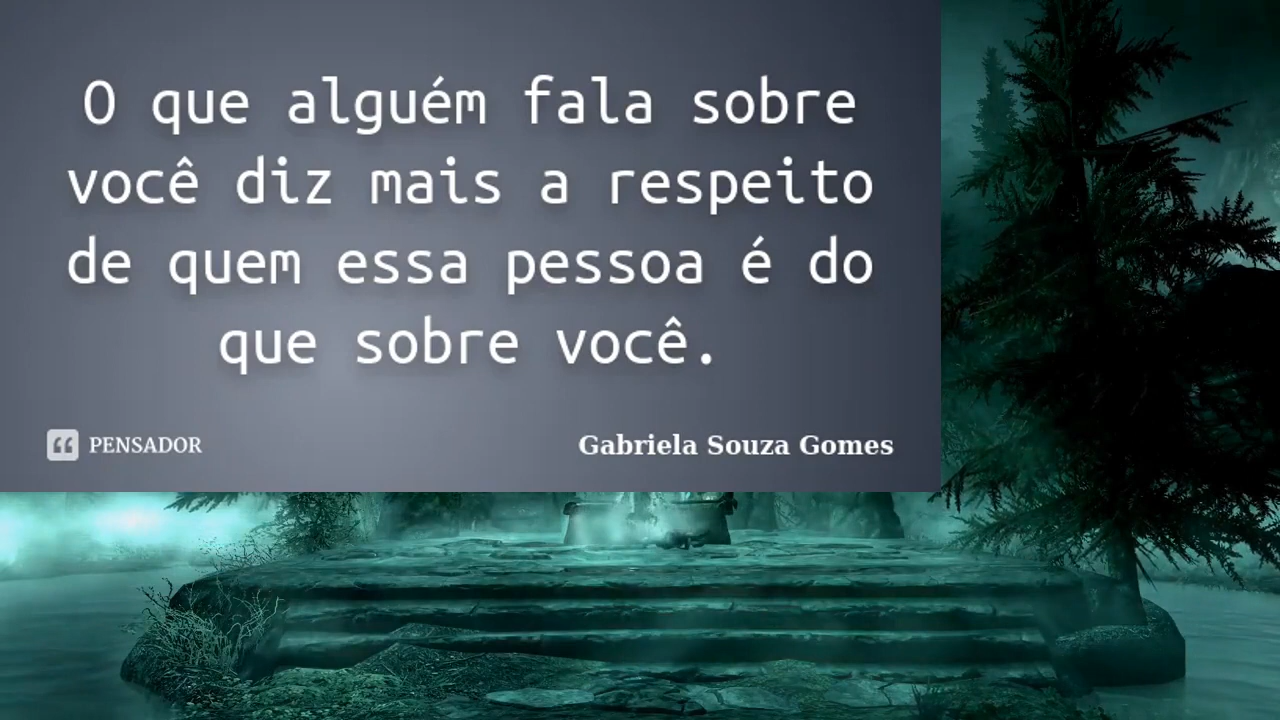 O que alguém fala sobre
você diz mais a respeito
de quem essa pessoa é do
que sobre você.
PENSADOR
Gabriela Souza Gomes